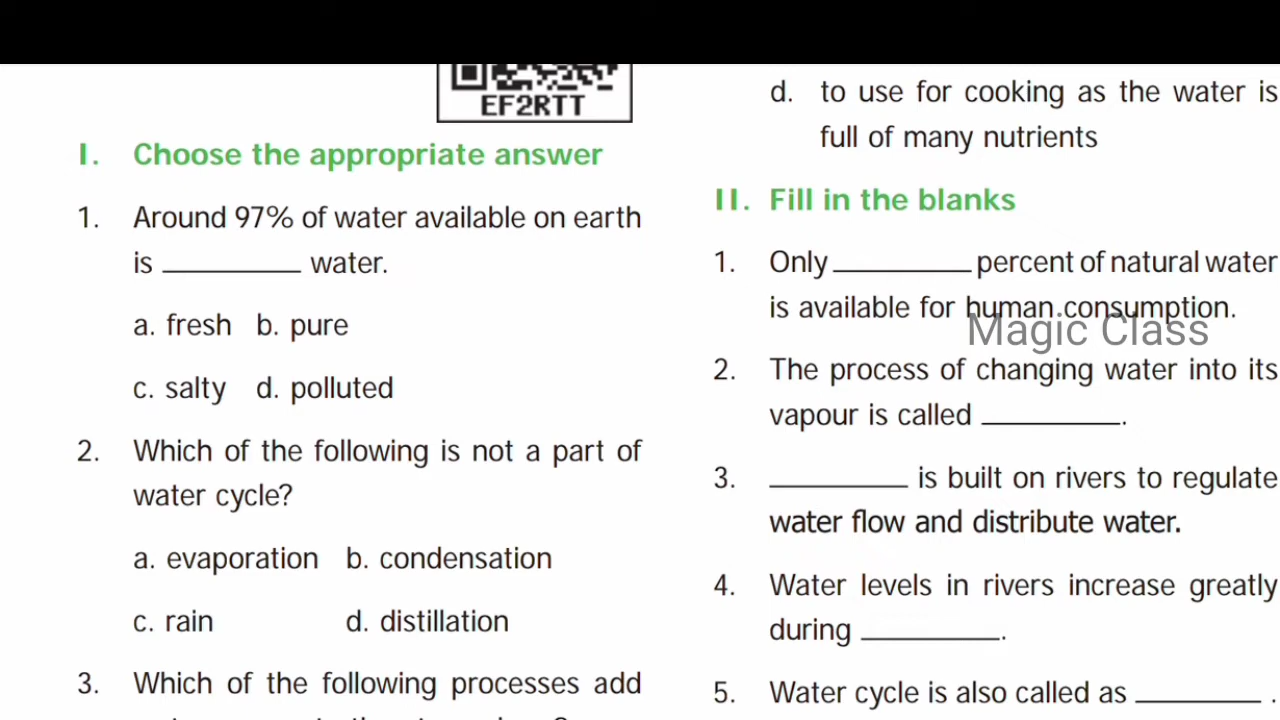 EF2RTT
I. Choose the appropriate answer
1. Around 97% of water available on earth
is __________ water.
a. fresh b. pure
c. salty d. polluted
2. Which of the following is not a part of
water cycle?
a. evaporation b. condensation
c. rain d. distillation
3. Which of the following processes add
d. to use for cooking as the water is
full of many nutrients
II. Fill in the blanks
1. Only __________ percent of natural water
is available for human consumption.
Magic Class
2. The process of changing water into its
vapour is called __________.
3. __________ is built on rivers to regulate
water flow and distribute water.
4. Water levels in rivers increase greatly
during __________.
5. Water cycle is also called as __________ .